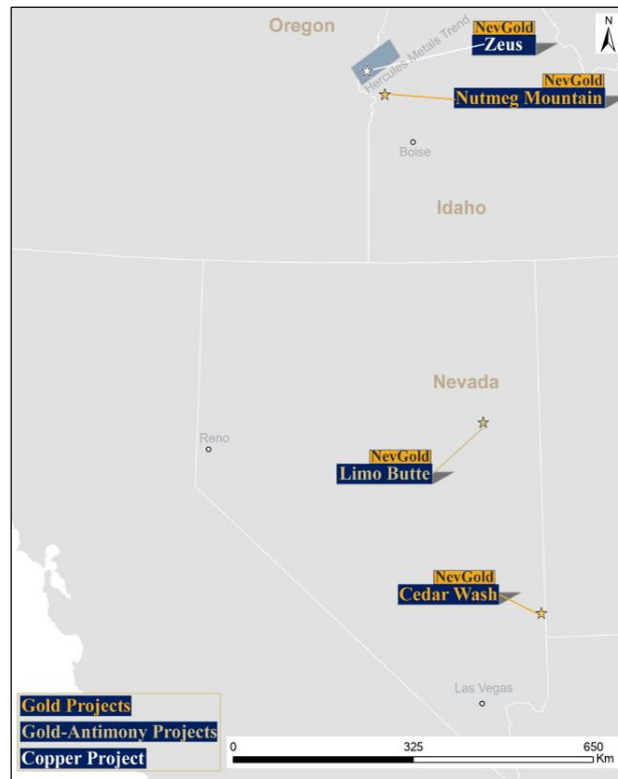 Oregon
N
NevGold
Zeus
Hercules Metals Trend
NevGold
Nutmeg Mountain
Boise
Idaho
Nevada
Reno
NevGold
Limo Butte
NevGold
Cedar Wash
Las Vegas
Gold Projects
Gold-Antimony Projects
Copper Project
0 325 650
Km